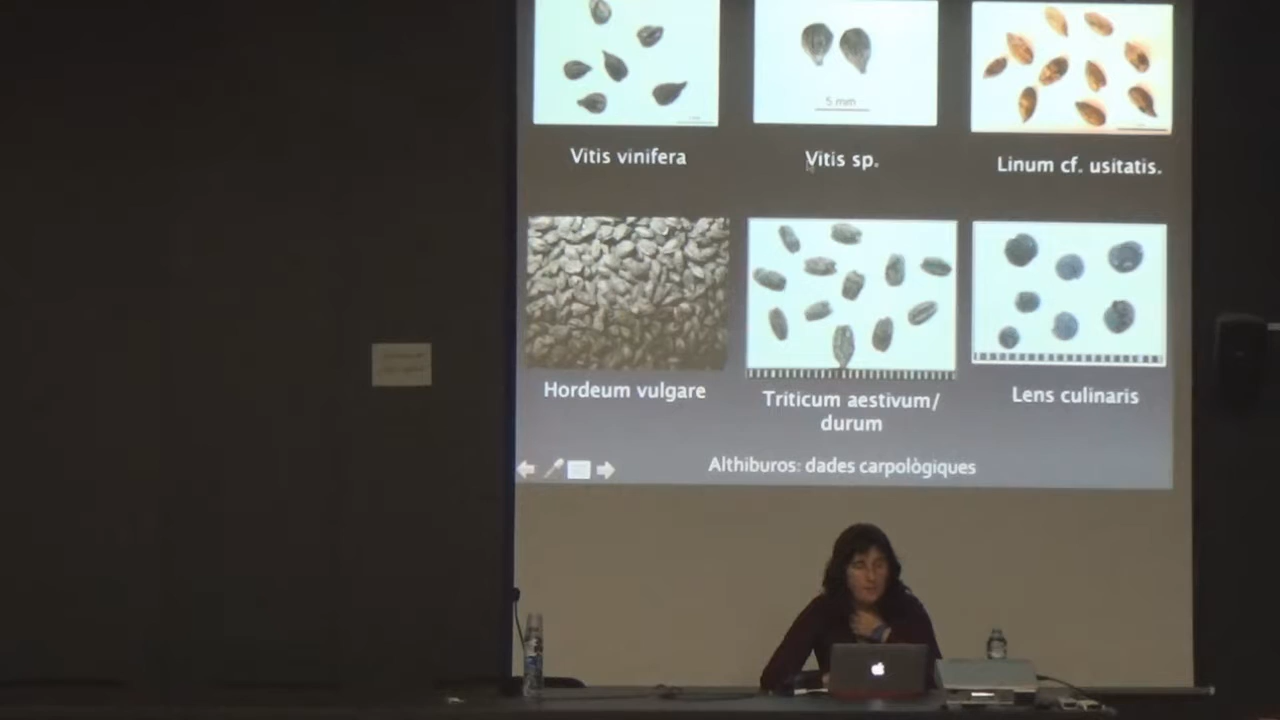 5 mm
Vitis vinifera
Vitis sp.
Linum cf. usitatis.
Hordeum vulgare
Triticum aestivum/
durum
Lens culinaris
Althiburos: dades carpològiques